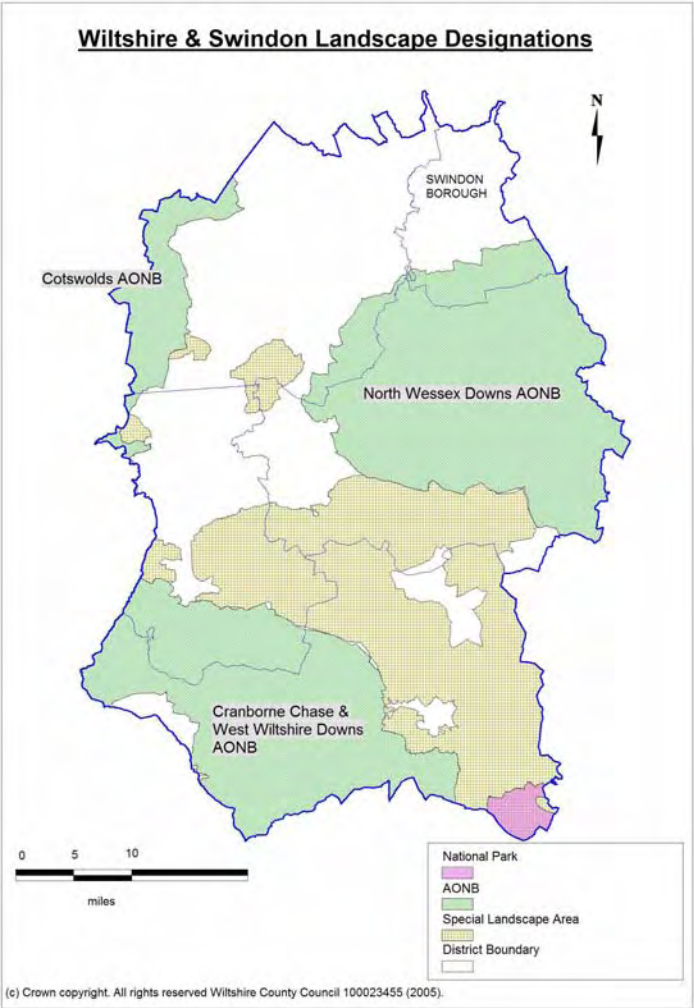 Wiltshire & Swindon Landscape Designations
N
SWINDON
BOROUGH
Cotswolds AONB
North Wessex Downs AONB
Cranborne Chase &
West Wiltshire Downs
AONB
0 5 10
miles
National Park
AONB
Special Landscape Area
District Boundary
(c) Crown copyright. All rights reserved Wiltshire County Council 100023455 (2005).